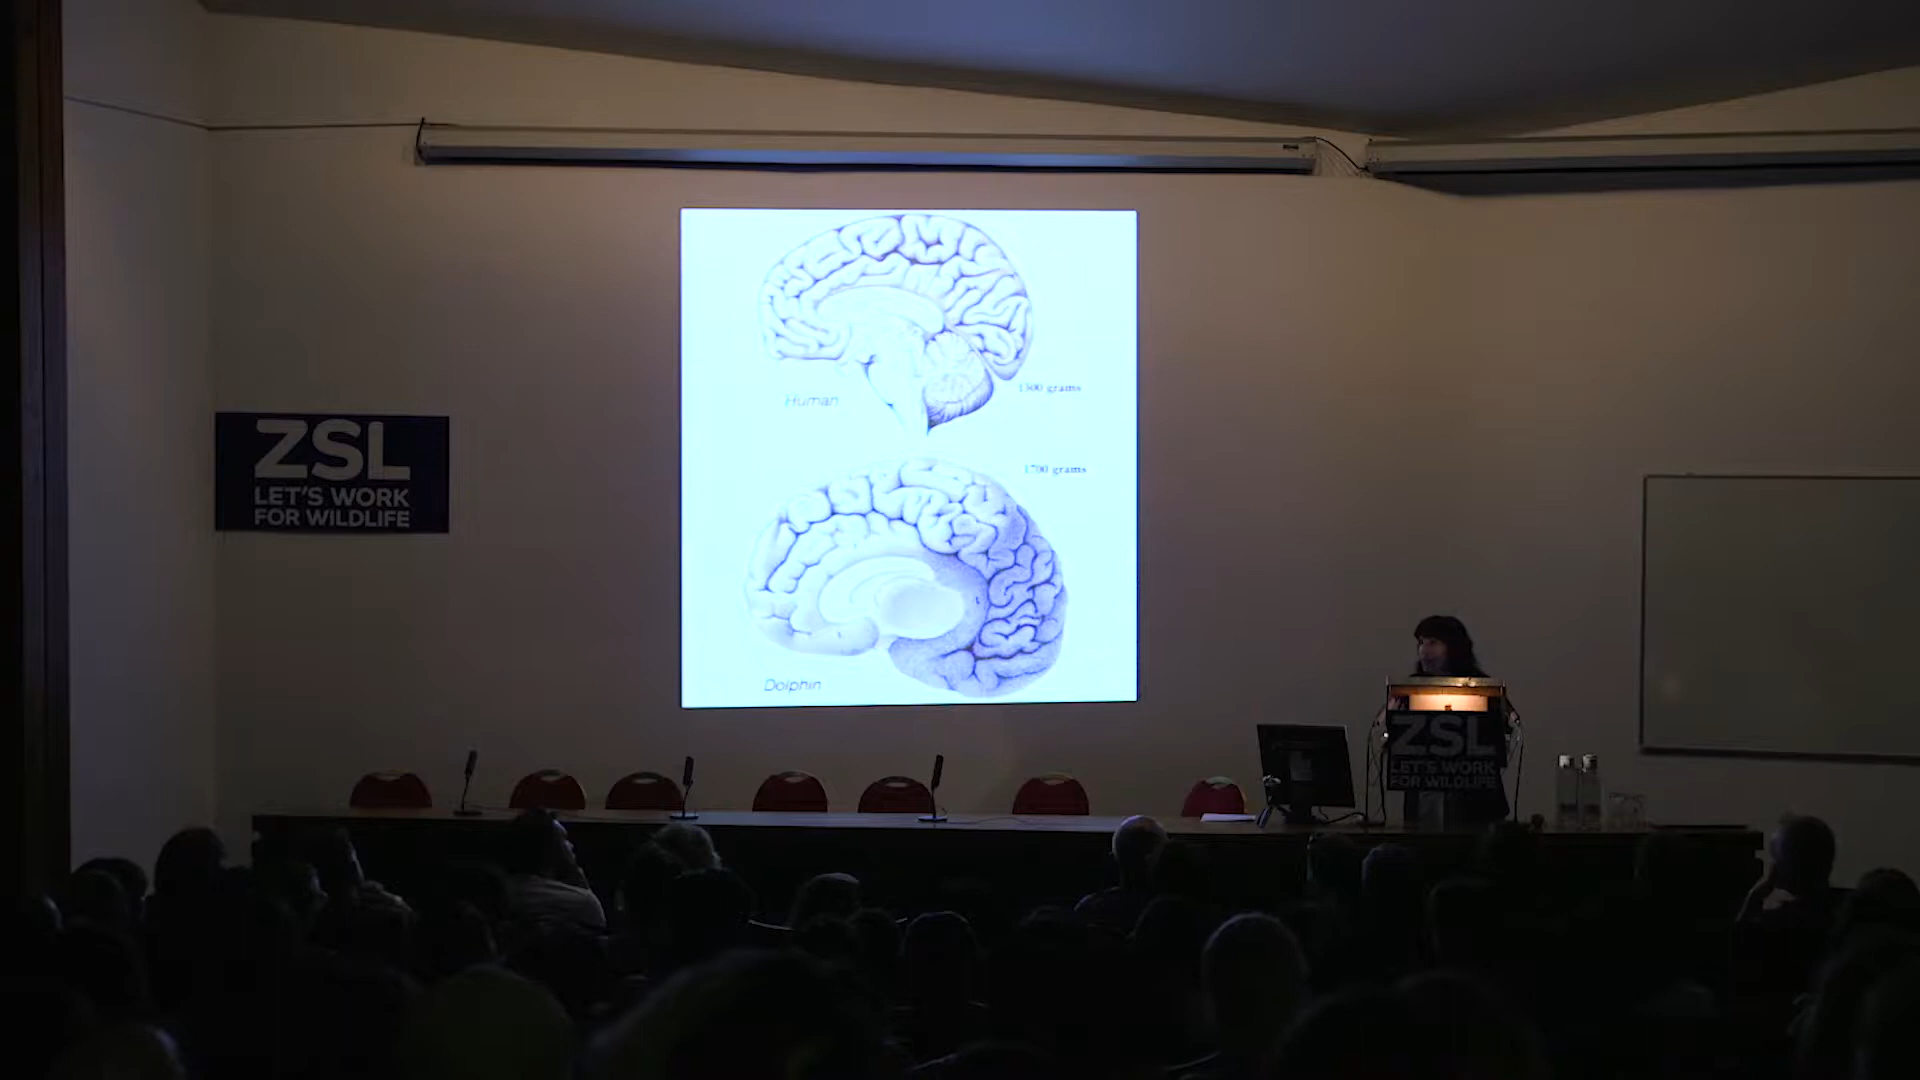 ZSL
LET'S WORK
FOR WILDLIFE
Human
1300 grams
1700 grams
Dolphin
ZSL
LET'S WORK
FOR WILDLIFE